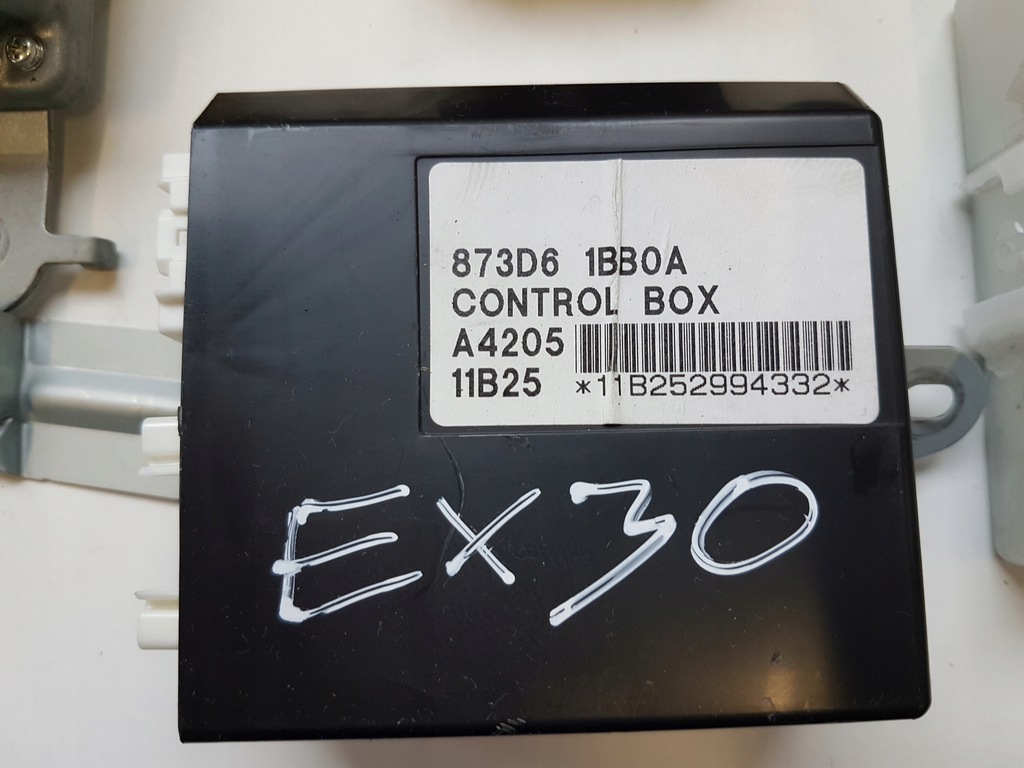 873D6 1BB0A
CONTROL BOX
A4205
11B25 *11B252994332*
EX30